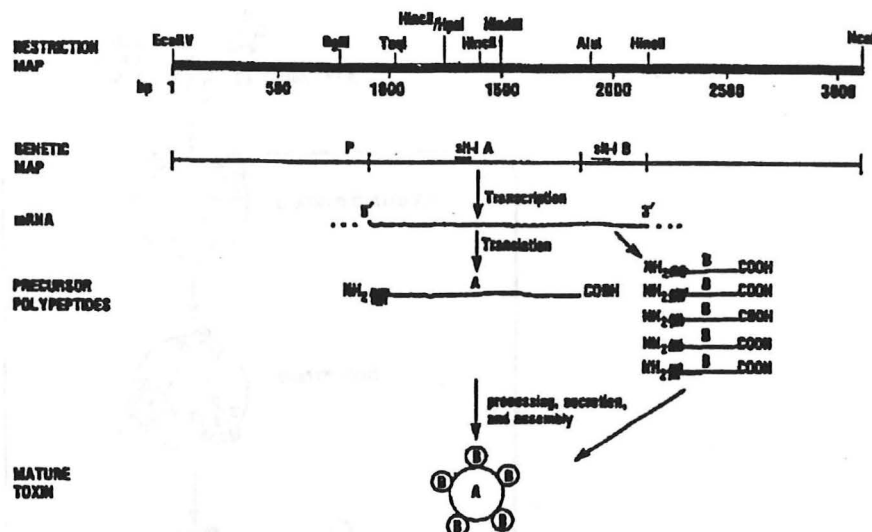 HincII/HpaI HindIII
EcoRV BglII TaqI HincII AluI HincII
RESTRICTION MAP
bp 1 500 1000 1500 2000 2500 3000
GENETIC MAP
P slt-I A slt-I B
Transcription
mRNA 5' 3'
Translation
PRECURSOR POLYPEPTIDES
NH2 A COOH
NH2 B COOH
NH2 B COOH
NH2 B COOH
NH2 B COOH
NH2 B COOH
processing, secretion,
and assembly
MATURE TOXIN
B
B A B
B B